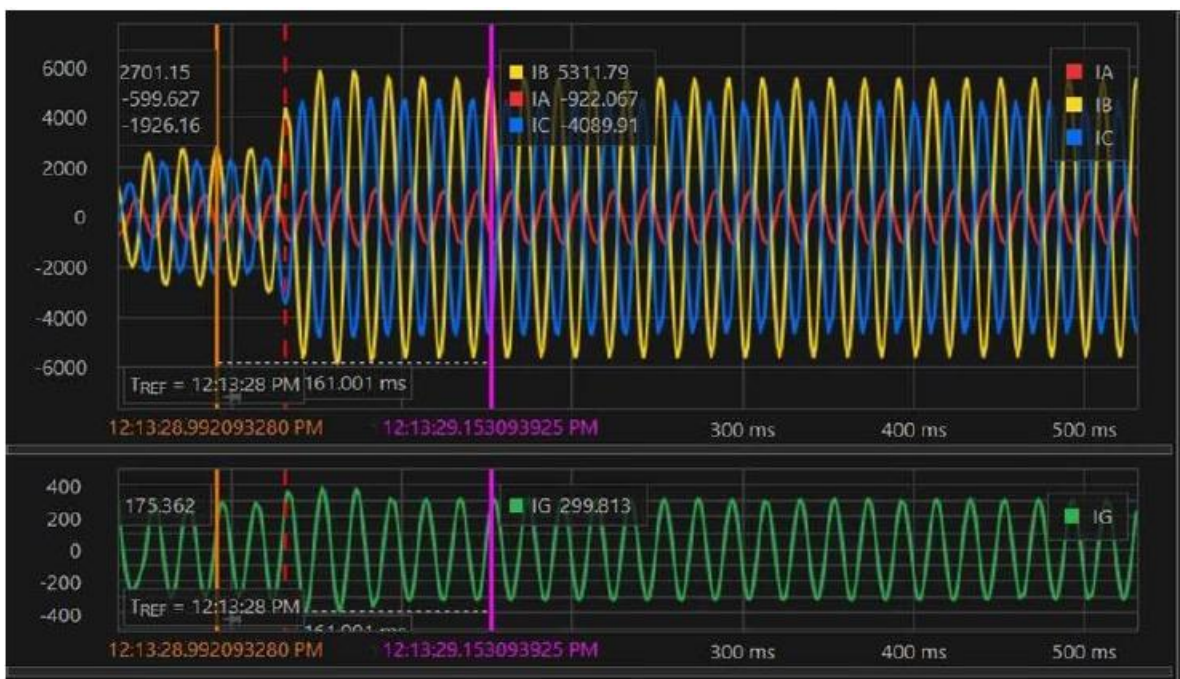 6000
4000
2000
0
-2000
-4000
-6000
2701.15
-599.627
-1926.16
IB 5311.79
IA -922.067
IC -4089.91
IA
IB
IC
TREF = 12:13:28 PM 161.001 ms
12:13:28.992093280 PM 12:13:29.153093925 PM 300 ms 400 ms 500 ms
400
200
0
-200
-400
175.362
IG 299.813
IG
TREF = 12:13:28 PM
161.001 ms
12:13:28.992093280 PM 12:13:29.153093925 PM 300 ms 400 ms 500 ms